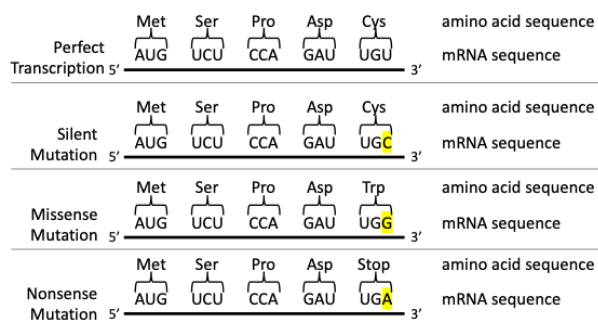 Met Ser Pro Asp Cys amino acid sequence
Perfect Transcription 5’ AUG UCU CCA GAU UGU 3’ mRNA sequence
Met Ser Pro Asp Cys amino acid sequence
Silent Mutation 5’ AUG UCU CCA GAU UGC 3’ mRNA sequence
Met Ser Pro Asp Trp amino acid sequence
Missense Mutation 5’ AUG UCU CCA GAU UGG 3’ mRNA sequence
Met Ser Pro Asp Stop amino acid sequence
Nonsense Mutation 5’ AUG UCU CCA GAU UGA 3’ mRNA sequence